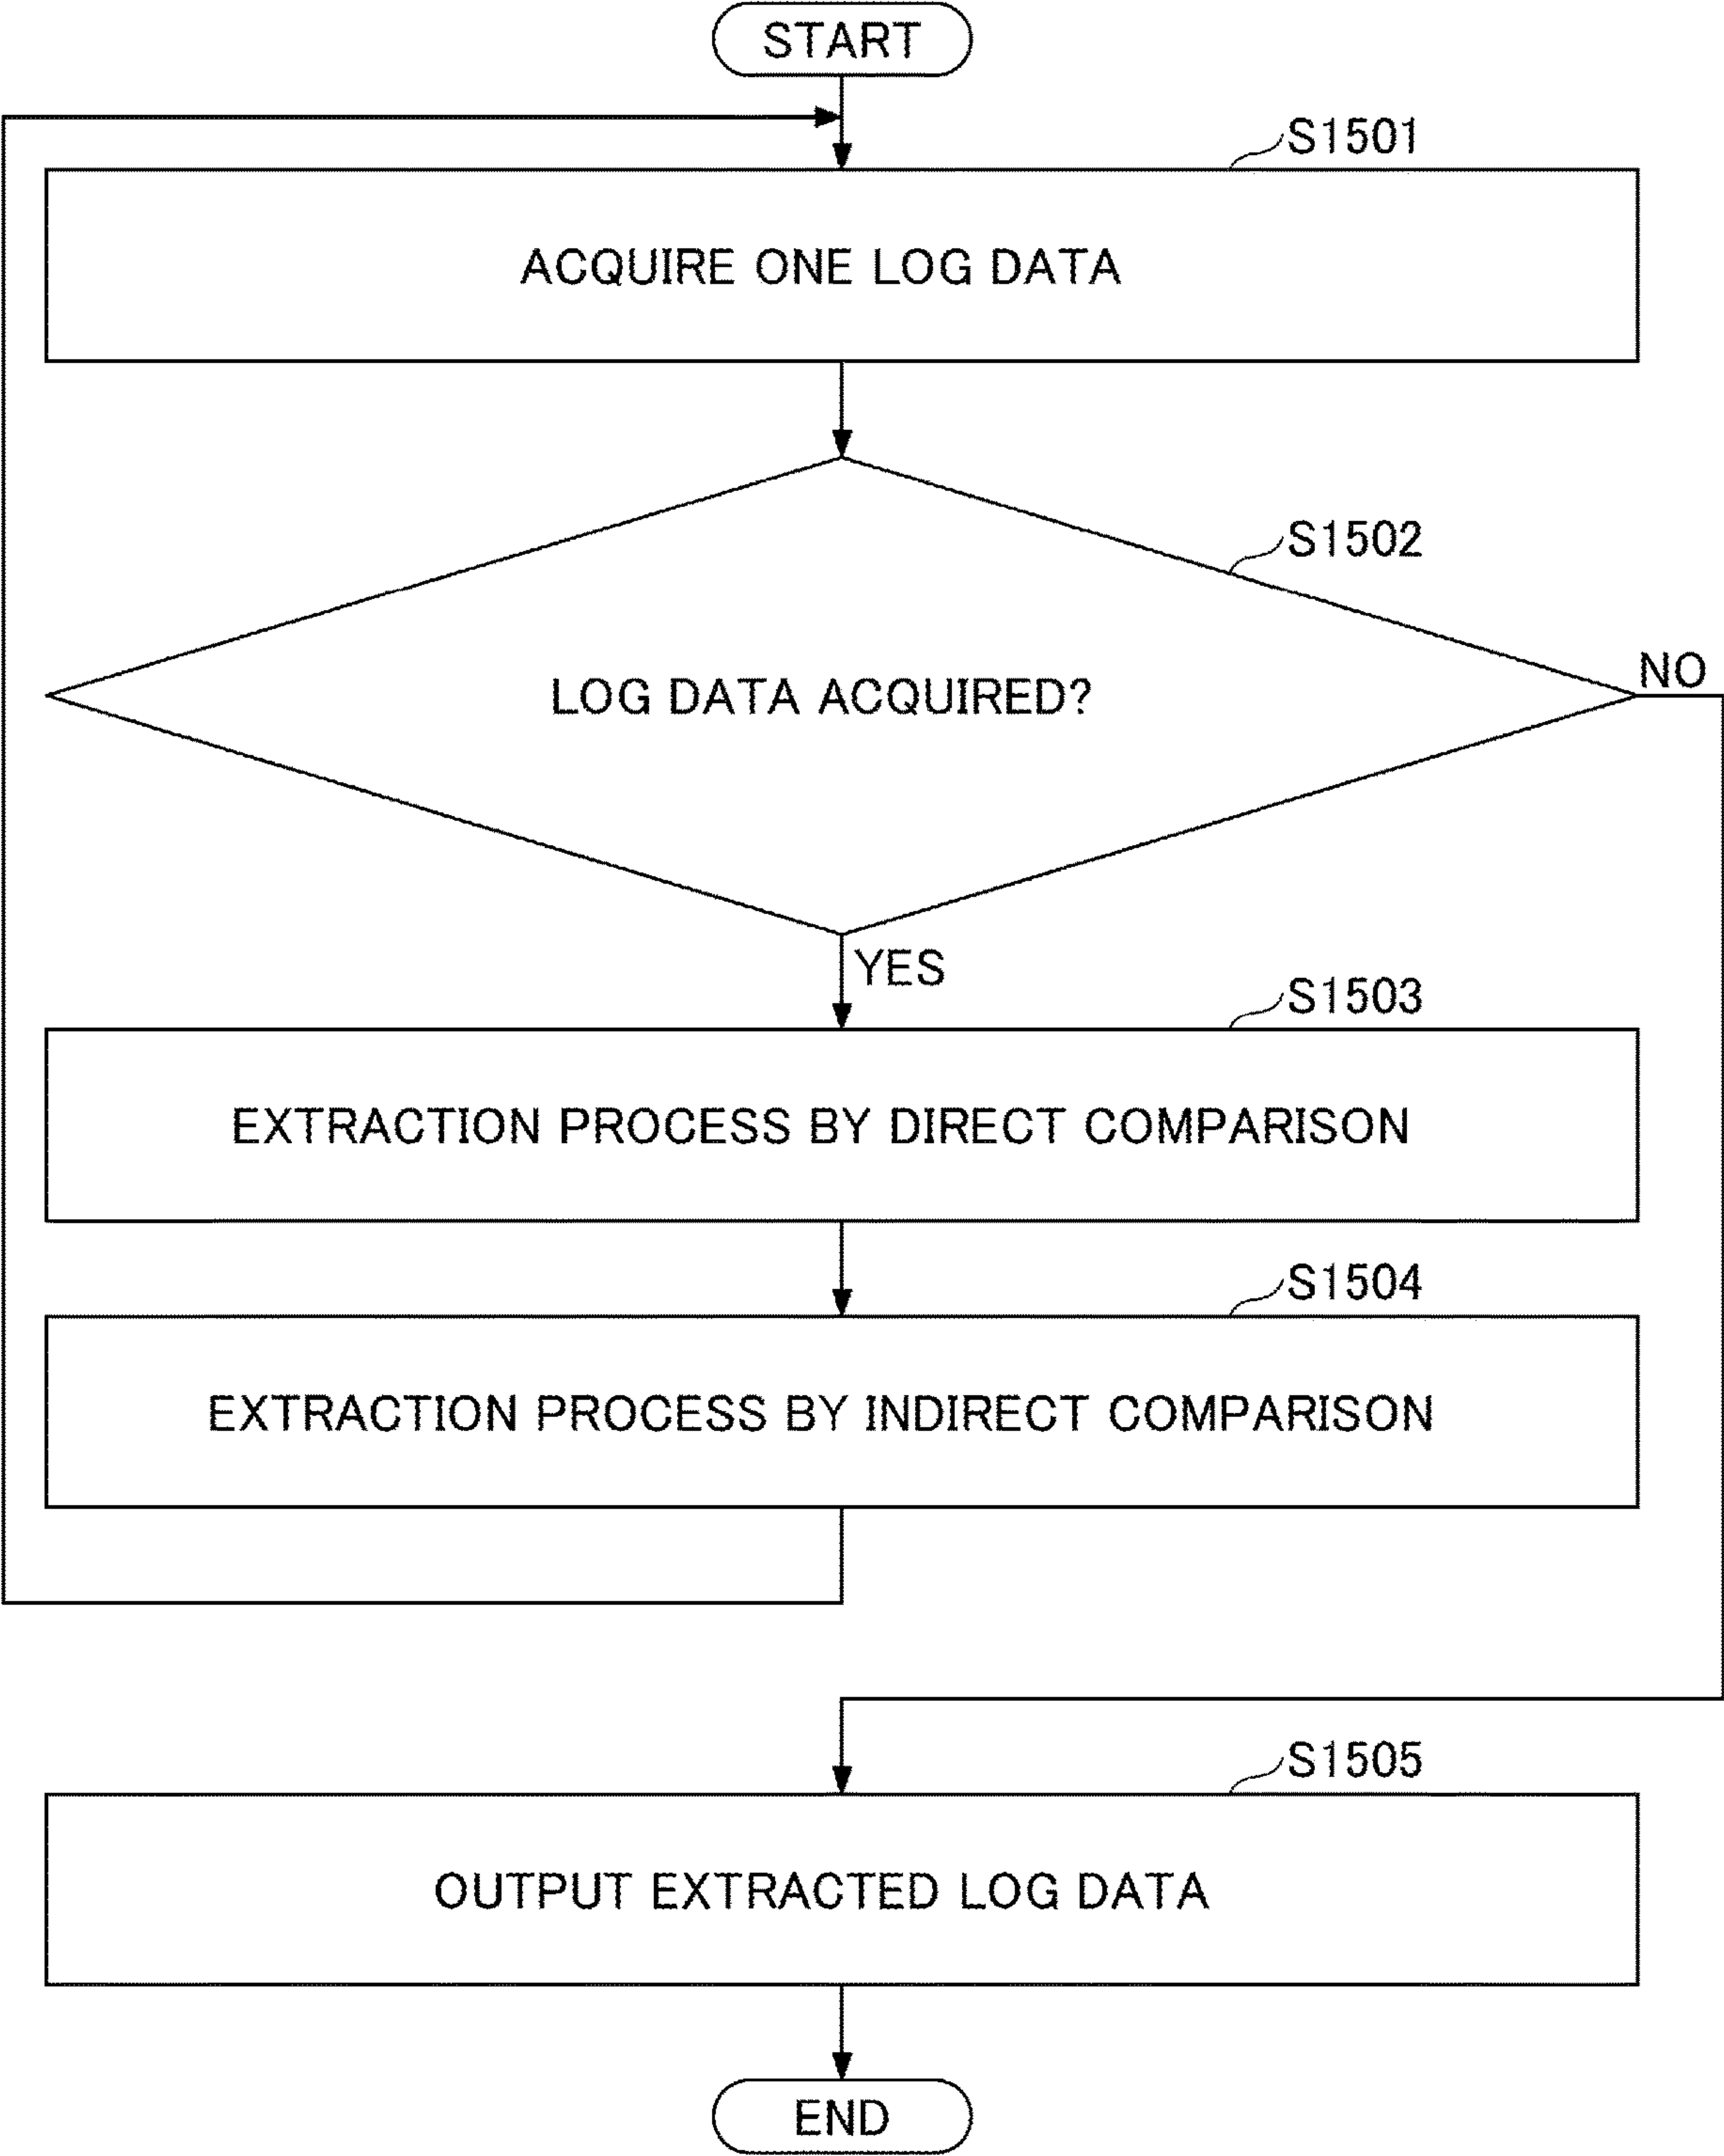 START
S1501
ACQUIRE ONE LOG DATA
S1502
LOG DATA ACQUIRED?
NO
YES
S1503
EXTRACTION PROCESS BY DIRECT COMPARISON
S1504
EXTRACTION PROCESS BY INDIRECT COMPARISON
S1505
OUTPUT EXTRACTED LOG DATA
END